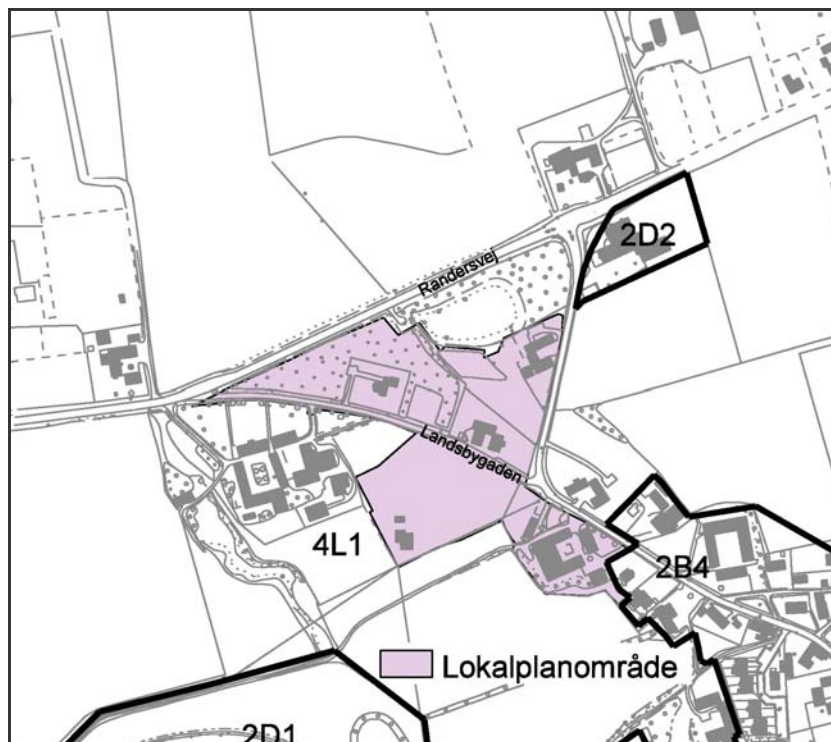 2D2
Randersvej
Landsbygaden
4L1
2B4
Lokalplanområde
2D1